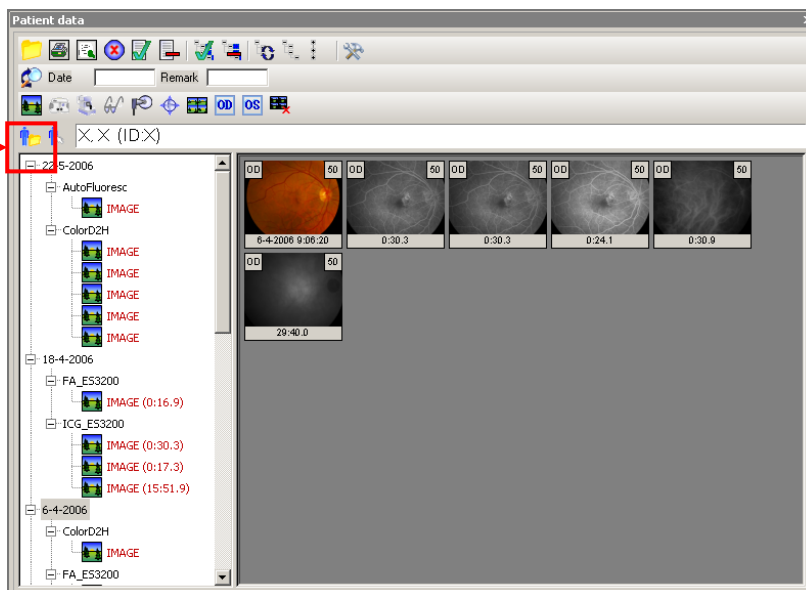 Patient data
Date Remark
OD OS
X, X (ID:X)
22-5-2006
AutoFluoresc
IMAGE
ColorD2H
IMAGE
IMAGE
IMAGE
IMAGE
IMAGE
18-4-2006
FA_ES3200
IMAGE (0:16.9)
ICG_ES3200
IMAGE (0:30.3)
IMAGE (0:17.3)
IMAGE (15:51.9)
6-4-2006
ColorD2H
IMAGE
FA_ES3200
OD 50 OD 50 OD 50 OD 50 OD 50
6-4-2006 9:06:20 0:30.3 0:30.3 0:24.1 0:30.9
OD 50
29:40.0